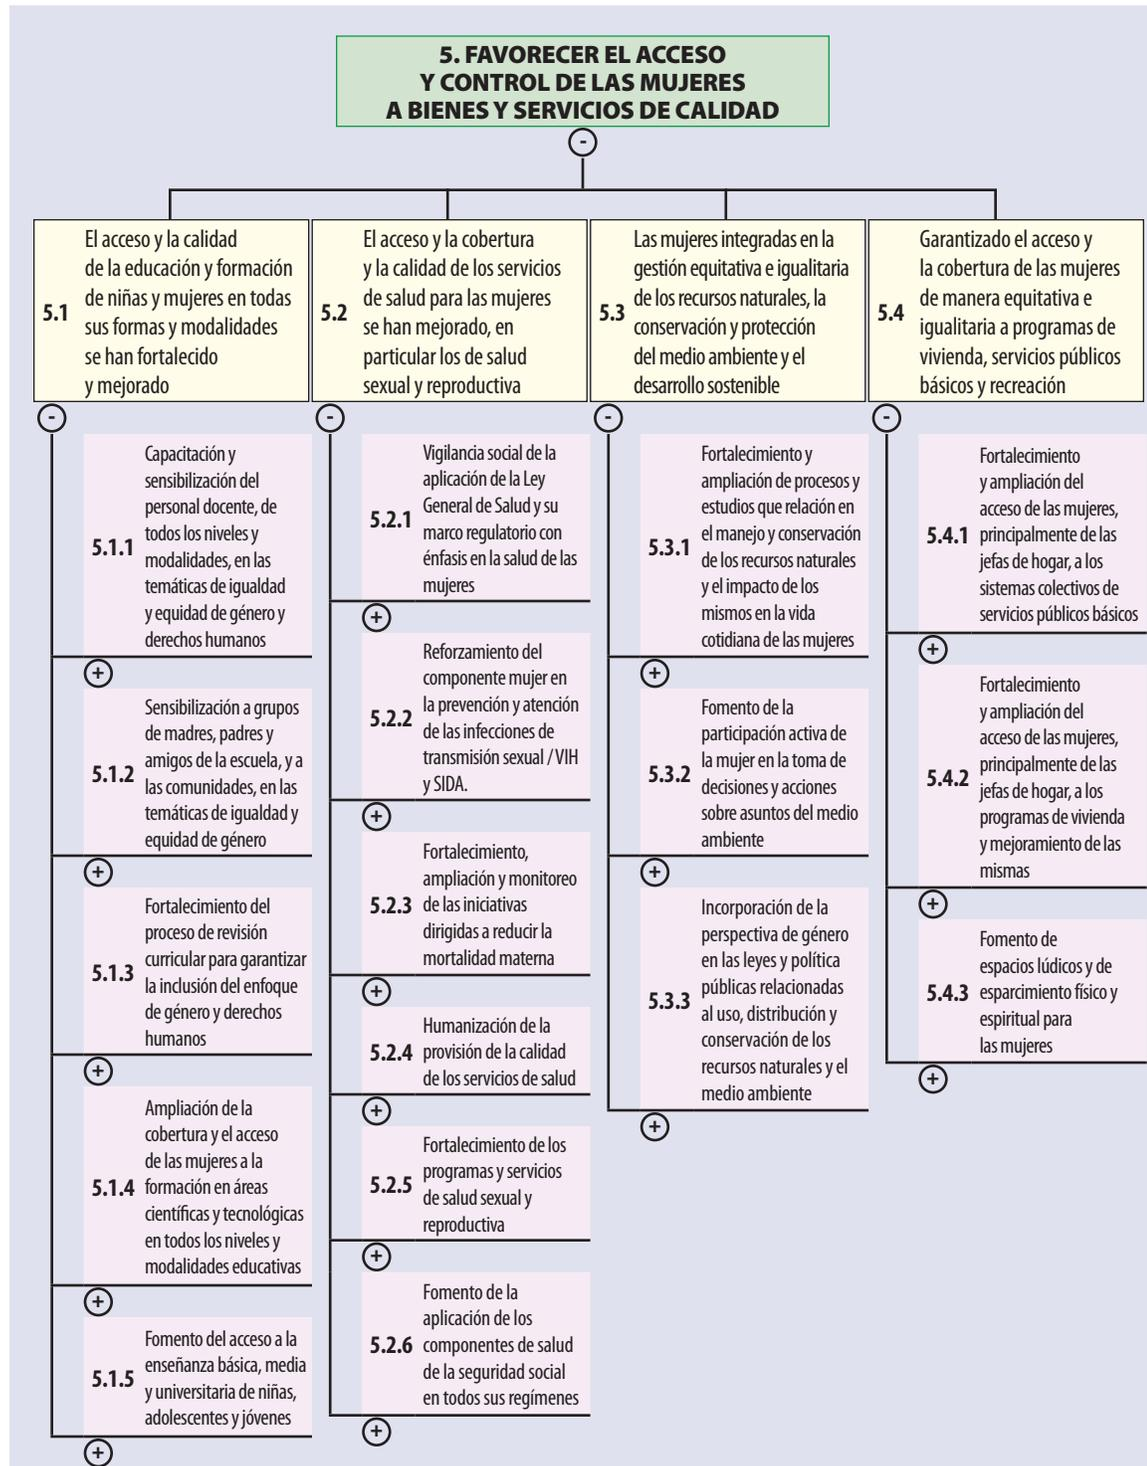 5. FAVORECER EL ACCESO
Y CONTROL DE LAS MUJERES
A BIENES Y SERVICIOS DE CALIDAD
-
5.1
El acceso y la calidad
de la educación y formación
de niñas y mujeres en todas
sus formas y modalidades
se han fortalecido
y mejorado
-
5.1.1
Capacitación y
sensibilización del
personal docente, de
todos los niveles y
modalidades, en las
temáticas de igualdad
y equidad de género y
derechos humanos
+
5.1.2
Sensibilización a grupos
de madres, padres y
amigos de la escuela, y a
las comunidades, en las
temáticas de igualdad y
equidad de género
+
5.1.3
Fortalecimiento del
proceso de revisión
curricular para garantizar
la inclusión del enfoque
de género y derechos
humanos
+
5.1.4
Ampliación de la
cobertura y el acceso
de las mujeres a la
formación en áreas
científicas y tecnológicas
en todos los niveles y
modalidades educativas
+
5.1.5
Fomento del acceso a la
enseñanza básica, media
y universitaria de niñas,
adolescentes y jóvenes
+
5.2
El acceso y la cobertura
y la calidad de los servicios
de salud para las mujeres
se han mejorado, en
particular los de salud
sexual y reproductiva
-
5.2.1
Vigilancia social de la
aplicación de la Ley
General de Salud y su
marco regulatorio con
énfasis en la salud de las
mujeres
+
5.2.2
Reforzamiento del
componente mujer en
la prevención y atención
de las infecciones de
transmisión sexual / VIH
y SIDA.
+
5.2.3
Fortalecimiento,
ampliación y monitoreo
de las iniciativas
dirigidas a reducir la
mortalidad materna
+
5.2.4
Humanización de la
provisión de la calidad
de los servicios de salud
+
5.2.5
Fortalecimiento de los
programas y servicios
de salud sexual y
reproductiva
+
5.2.6
Fomento de la
aplicación de los
componentes de salud
de la seguridad social
en todos sus regímenes
+
5.3
Las mujeres integradas en la
gestión equitativa e igualitaria
de los recursos naturales, la
conservación y protección
del medio ambiente y el
desarrollo sostenible
-
5.3.1
Fortalecimiento y
ampliación de procesos y
estudios que relación en
el manejo y conservación
de los recursos naturales
y el impacto de los
mismos en la vida
cotidiana de las mujeres
+
5.3.2
Fomento de la
participación activa de
la mujer en la toma de
decisiones y acciones
sobre asuntos del medio
ambiente
+
5.3.3
Incorporación de la
perspectiva de género
en las leyes y política
públicas relacionadas
al uso, distribución y
conservación de los
recursos naturales y el
medio ambiente
+
5.4
Garantizado el acceso y
la cobertura de las mujeres
de manera equitativa e
igualitaria a programas de
vivienda, servicios públicos
básicos y recreación
-
5.4.1
Fortalecimiento
y ampliación del
acceso de las mujeres,
principalmente de las
jefas de hogar, a los
sistemas colectivos de
servicios públicos básicos
+
5.4.2
Fortalecimiento
y ampliación del
acceso de las mujeres,
principalmente de las
jefas de hogar, a los
programas de vivienda
y mejoramiento de las
mismas
+
5.4.3
Fomento de
espacios lúdicos y de
esparcimiento físico y
espiritual para
las mujeres
+